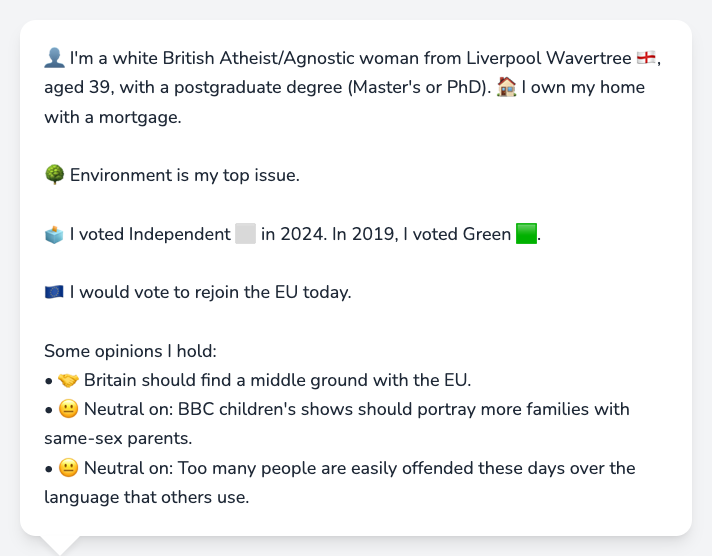 👤 I'm a white British Atheist/Agnostic woman from Liverpool Wavertree 🏴󠁧󠁢󠁥󠁮󠁧󠁿,
aged 39, with a postgraduate degree (Master's or PhD). 🏠 I own my home
with a mortgage.
🌳 Environment is my top issue.
🗳️ I voted Independent ⬜ in 2024. In 2019, I voted Green 🟩.
🇪🇺 I would vote to rejoin the EU today.
Some opinions I hold:
• 🤝 Britain should find a middle ground with the EU.
• 😐 Neutral on: BBC children's shows should portray more families with
same-sex parents.
• 😐 Neutral on: Too many people are easily offended these days over the
language that others use.